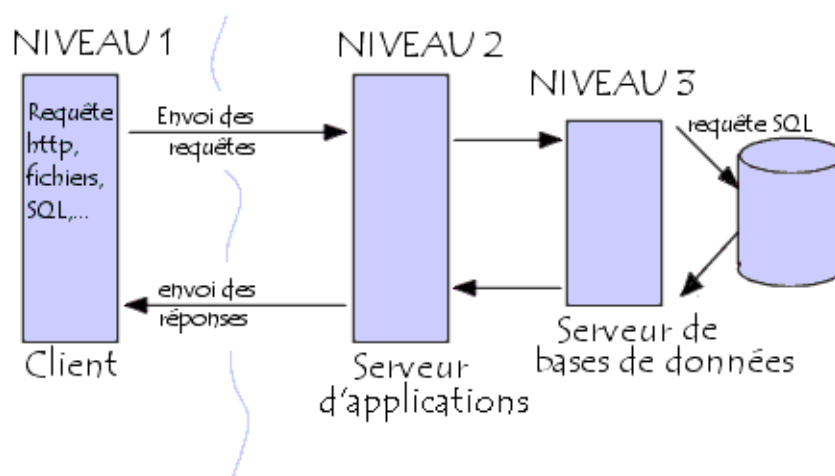 NIVEAU 1
NIVEAU 2
NIVEAU 3
Requête
http,
fichiers,
SQL,...
Envoi des
requêtes
requête SQL
envoi des
réponses
Client
Serveur
d'applications
Serveur de
bases de données